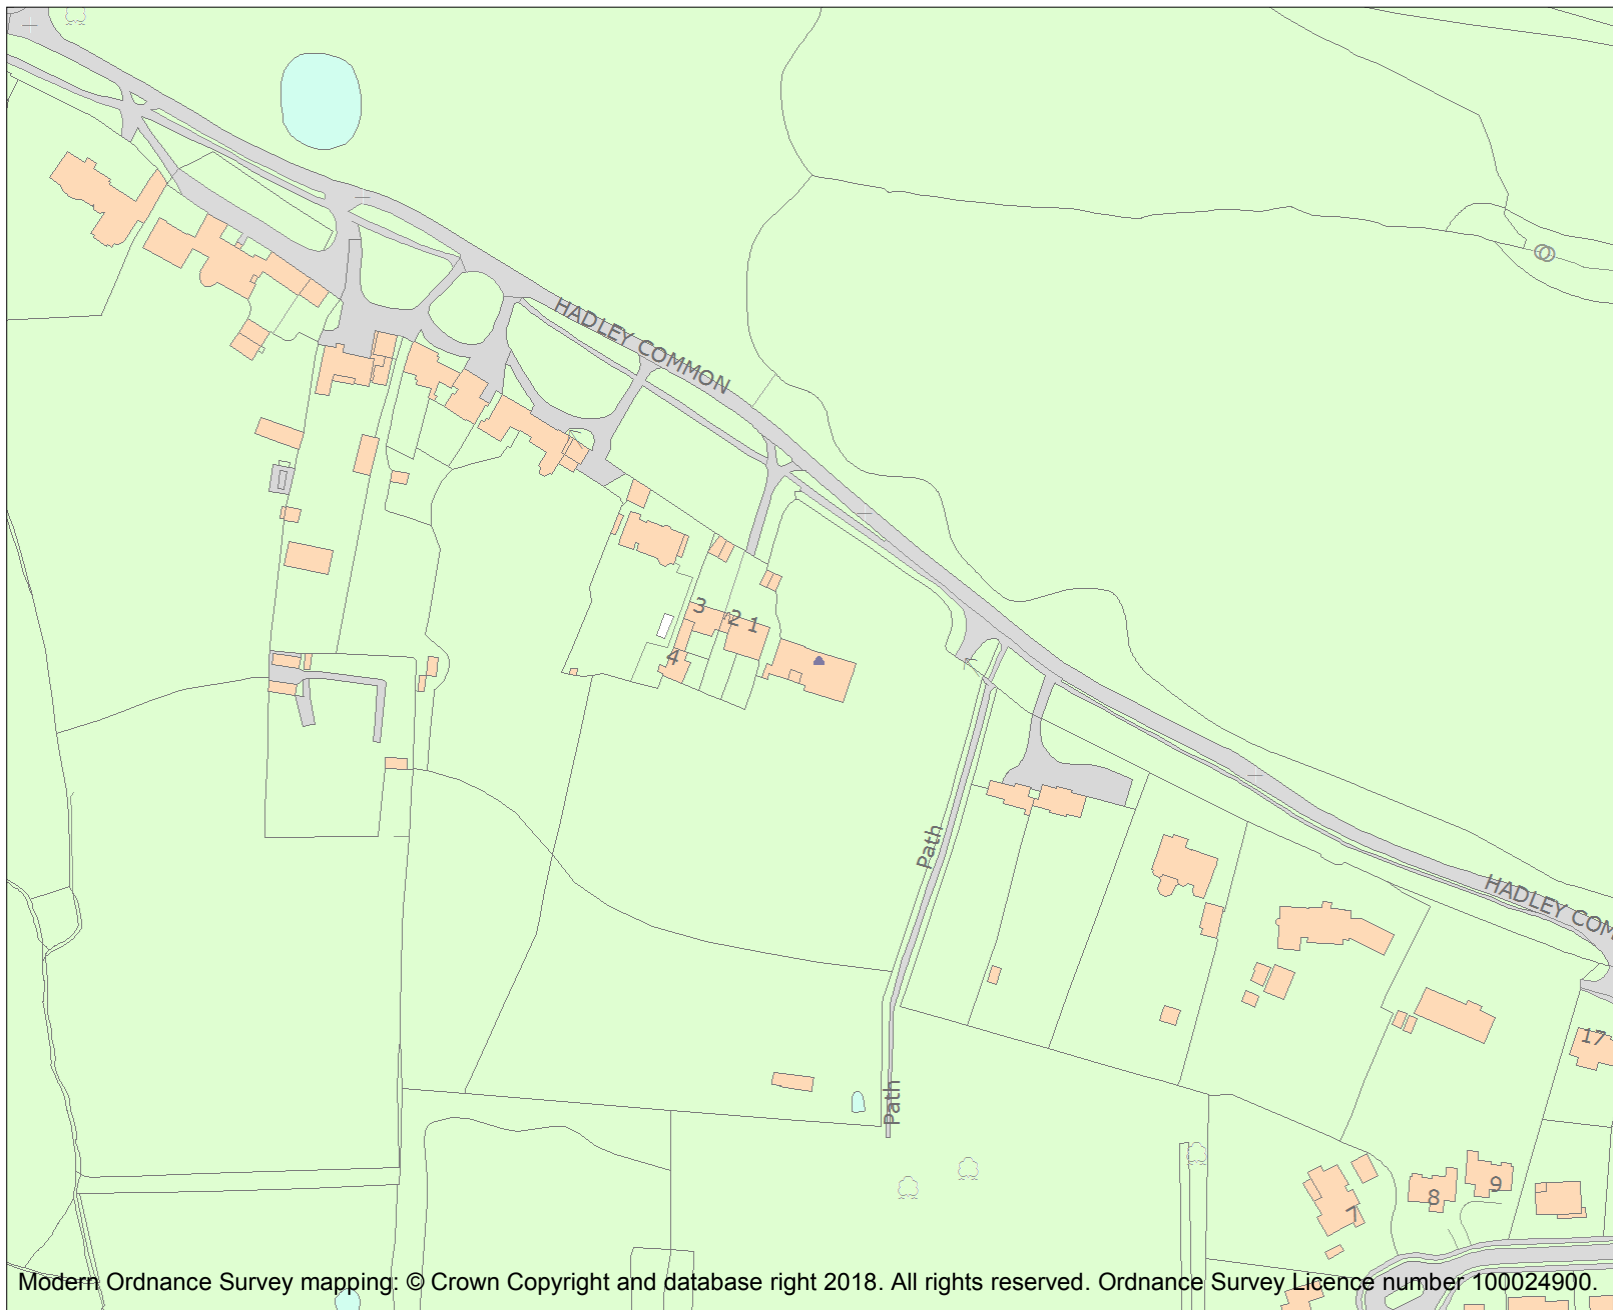 HADLEY COMMON
3
2
1
4
Path
HADLEY COM
17
Path
7
8
9
Modern Ordnance Survey mapping: © Crown Copyright and database right 2018. All rights reserved. Ordnance Survey Licence number 100024900.